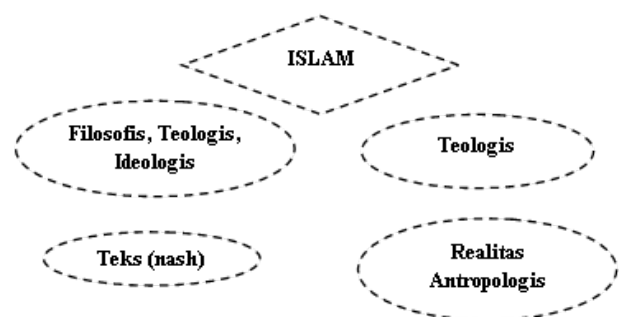 ISLAM
Filosofis, Teologis,
Ideologis
Teologis
Teks (nash)
Realitas
Antropologis